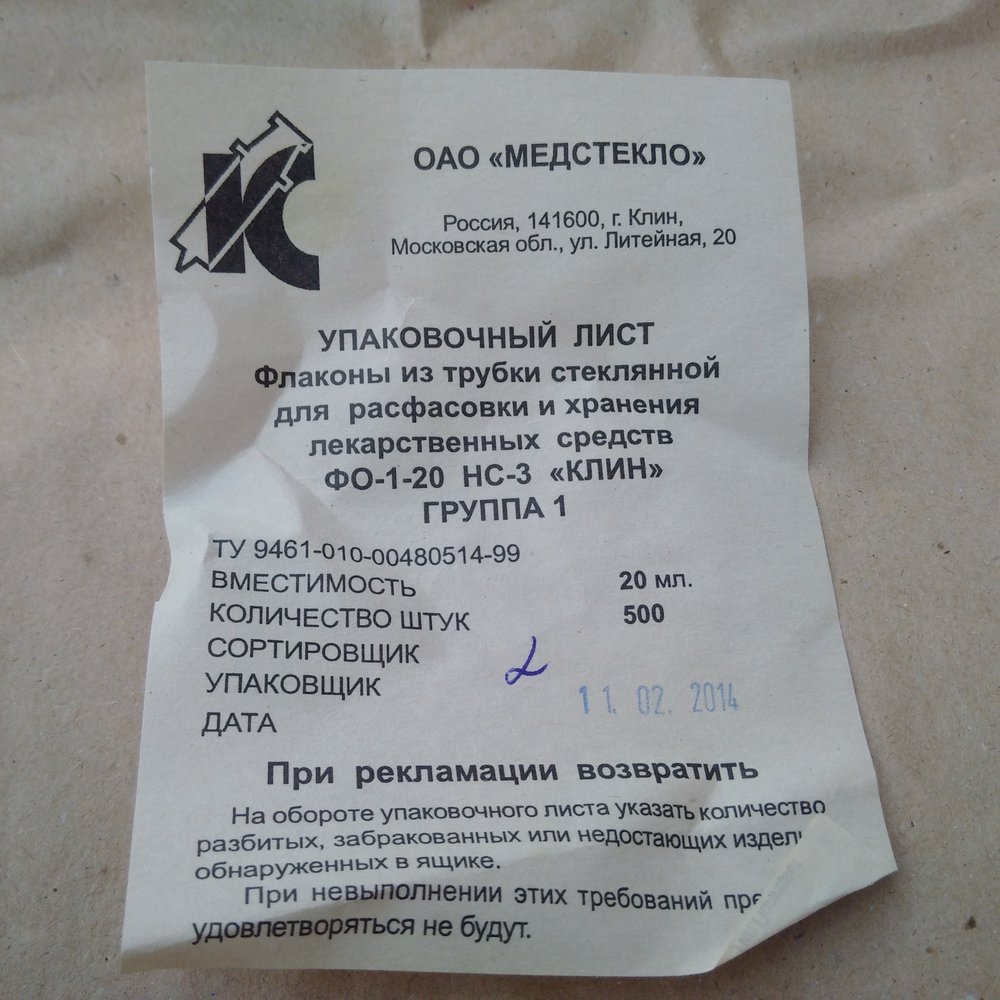 ОАО «МЕДСТЕКЛО»
Россия, 141600, г. Клин,
Московская обл., ул. Литейная, 20
УПАКОВОЧНЫЙ ЛИСТ
Флаконы из трубки стеклянной
для расфасовки и хранения
лекарственных средств
ФО-1-20 НС-3 «КЛИН»
ГРУППА 1
ТУ 9461-010-00480514-99
ВМЕСТИМОСТЬ 20 мл.
КОЛИЧЕСТВО ШТУК 500
СОРТИРОВЩИК
УПАКОВЩИК
ДАТА 11. 02. 2014
При рекламации возвратить
На обороте упаковочного листа указать количество
разбитых, забракованных или недостающих
обнаруженных в ящике.
При невыполнении этих требований
удовлетворяться не будут.